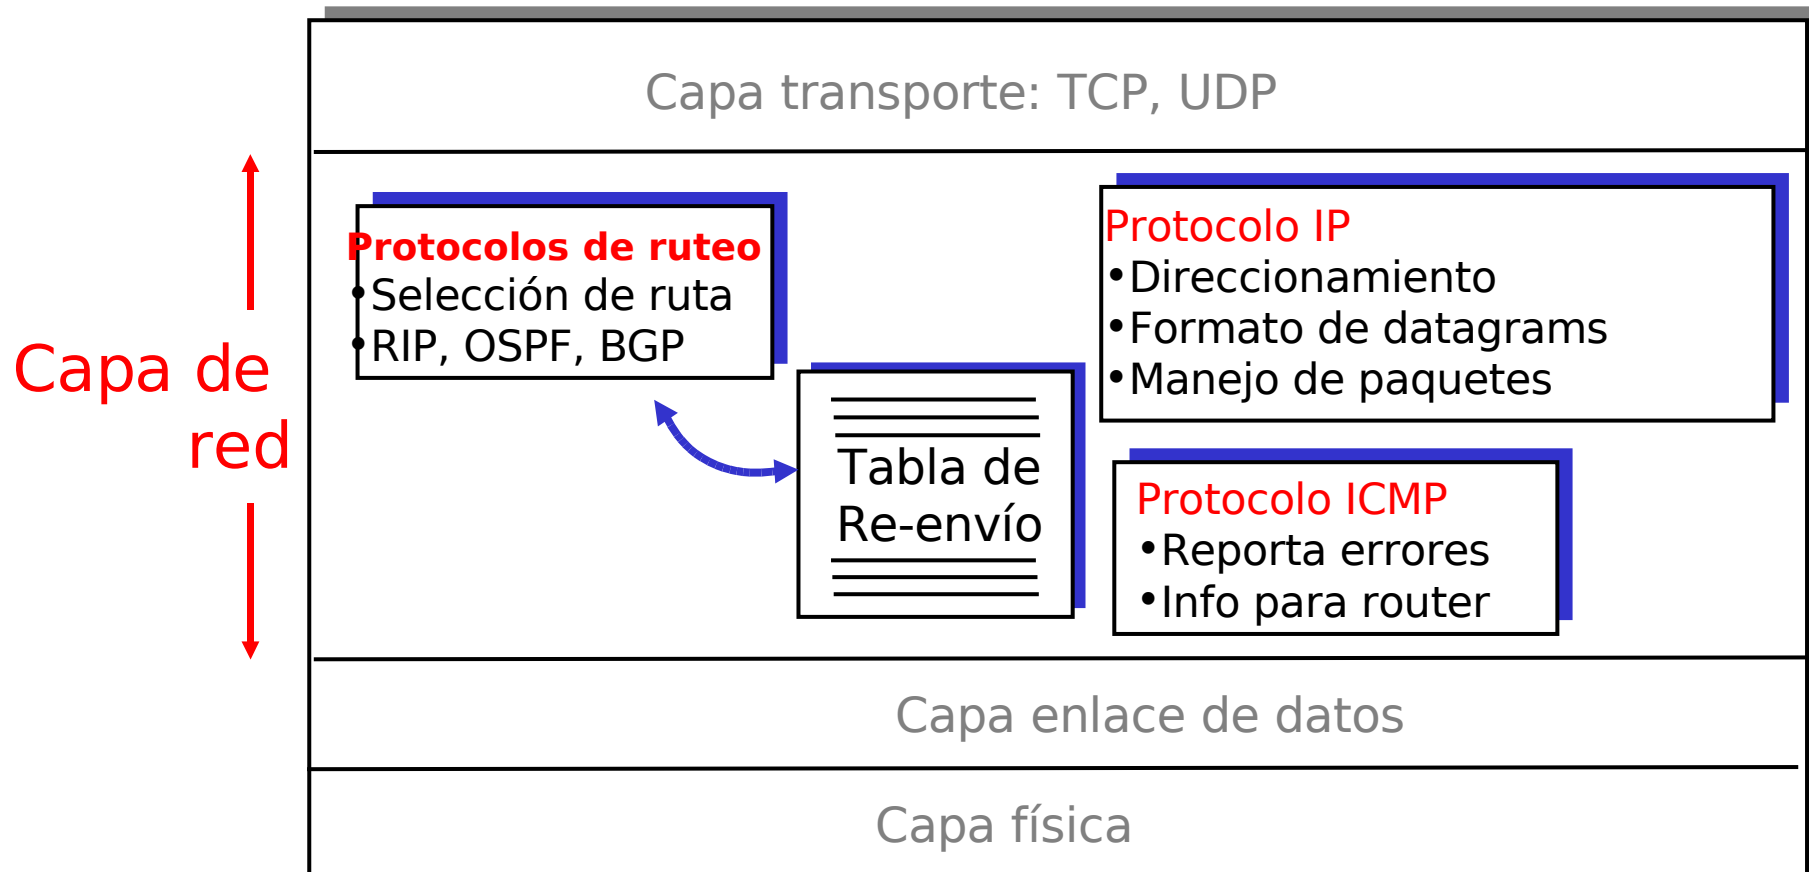 Capa transporte: TCP, UDP
Capa de
red
Protocolos de ruteo
•Selección de ruta
•RIP, OSPF, BGP
Tabla de
Re-envío
Protocolo IP
•Direccionamiento
•Formato de datagrams
•Manejo de paquetes
Protocolo ICMP
•Reporta errores
•Info para router
Capa enlace de datos
Capa física